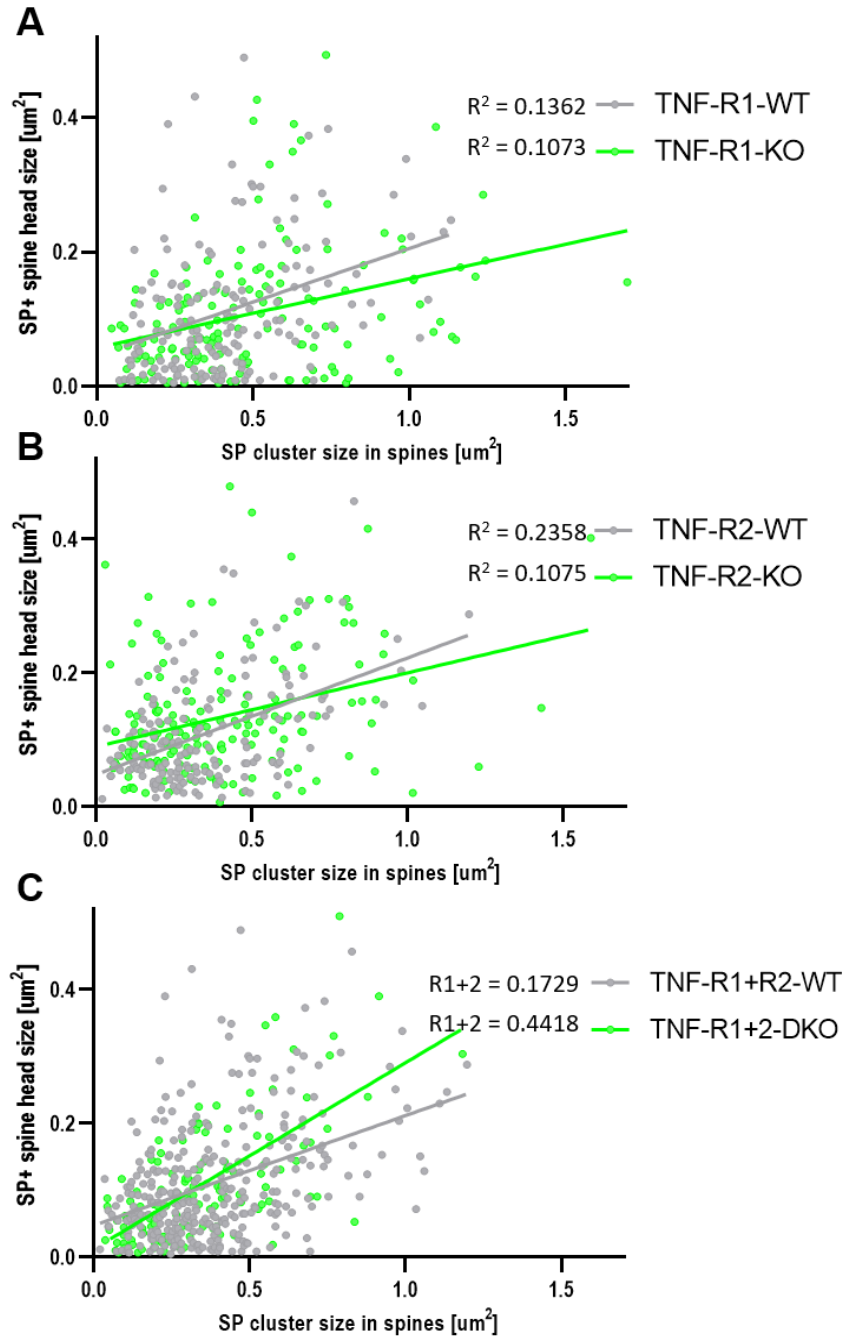 A
SP+ spine head size [um²]
0.4
0.2
0.0
R² = 0.1362 TNF-R1-WT
R² = 0.1073 TNF-R1-KO
0.0 0.5 1.0 1.5
SP cluster size in spines [um²]
B
SP+ spine head size [um²]
0.4
0.2
0.0
R² = 0.2358 TNF-R2-WT
R² = 0.1075 TNF-R2-KO
0.0 0.5 1.0 1.5
SP cluster size in spines [um²]
C
SP+ spine head size [um²]
0.4
0.2
0.0
R1+2 = 0.1729 TNF-R1+R2-WT
R1+2 = 0.4418 TNF-R1+2-DKO
0.0 0.5 1.0 1.5
SP cluster size in spines [um²]